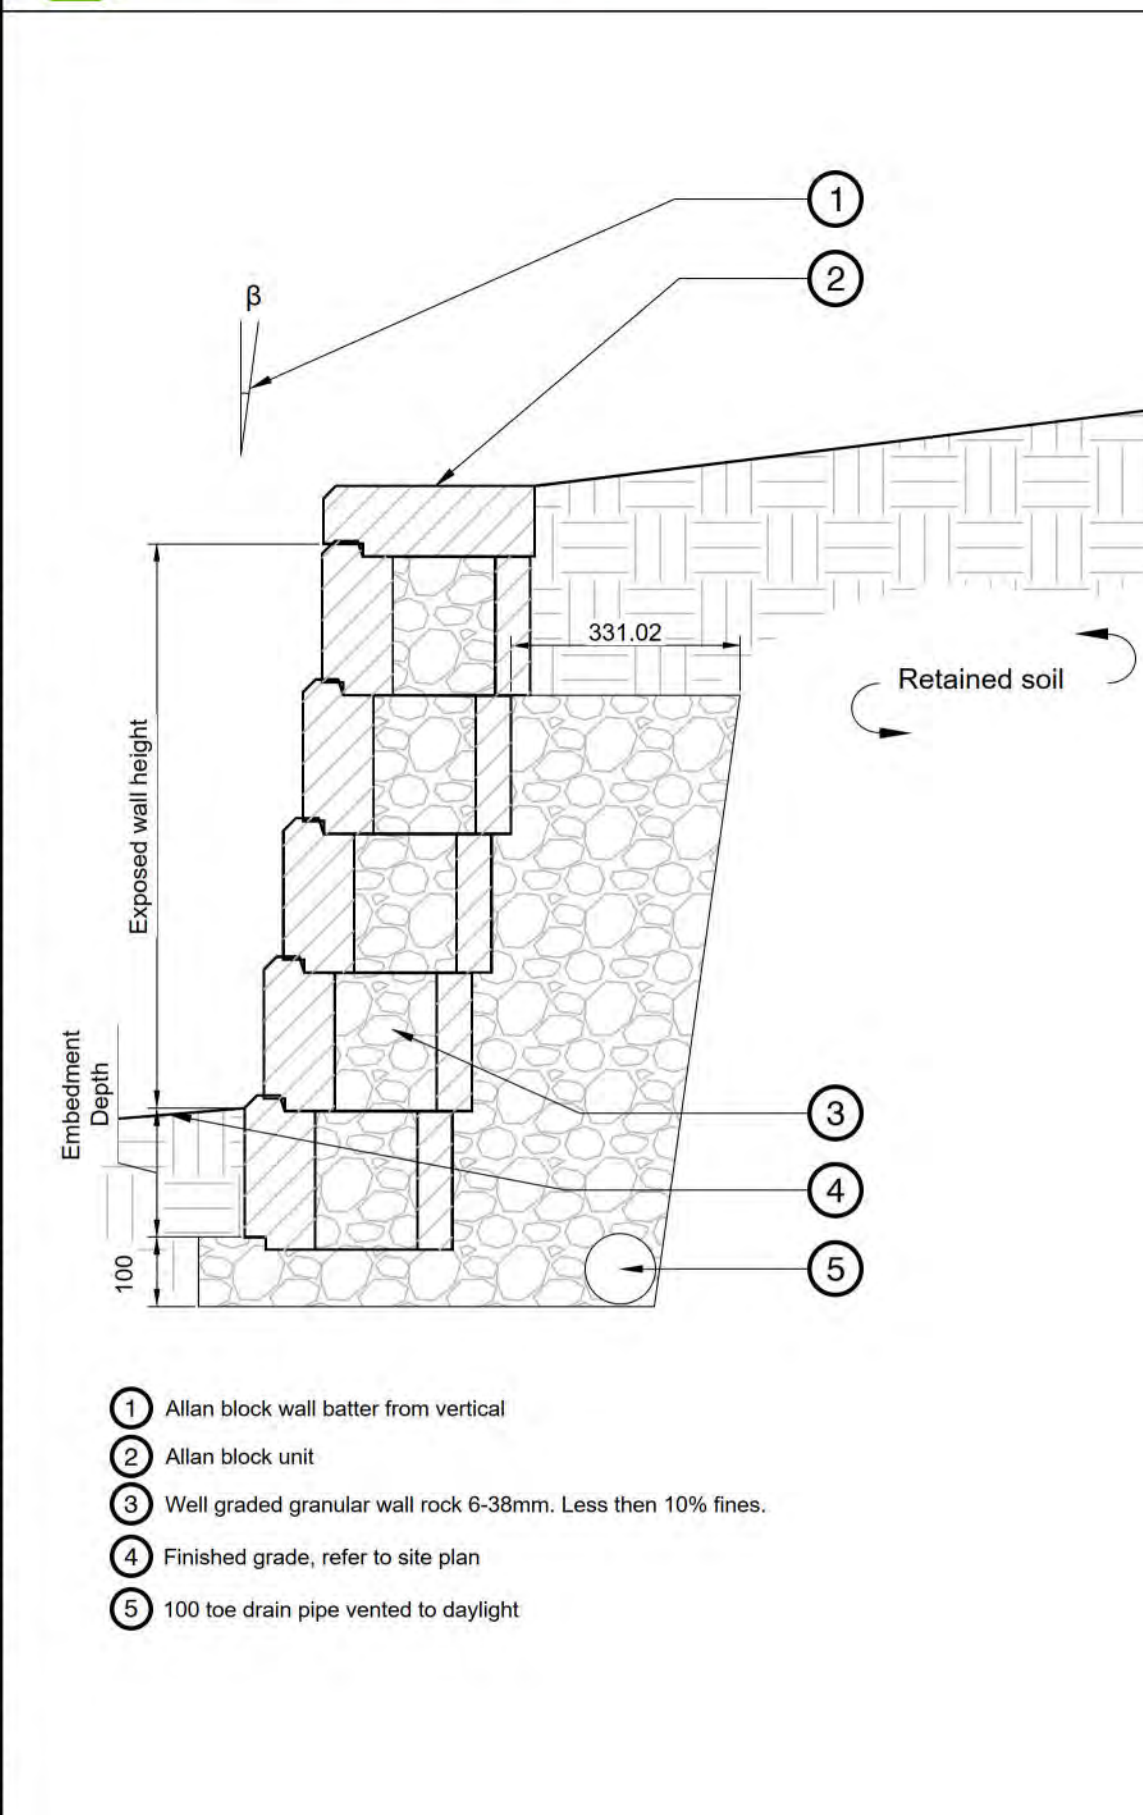 1
β
2
331.02
Retained soil
Exposed wall height
Embedment
Depth
3
4
100
5
1 Allan block wall batter from vertical
2 Allan block unit
3 Well graded granular wall rock 6-38mm. Less then 10% fines.
4 Finished grade, refer to site plan
5 100 toe drain pipe vented to daylight